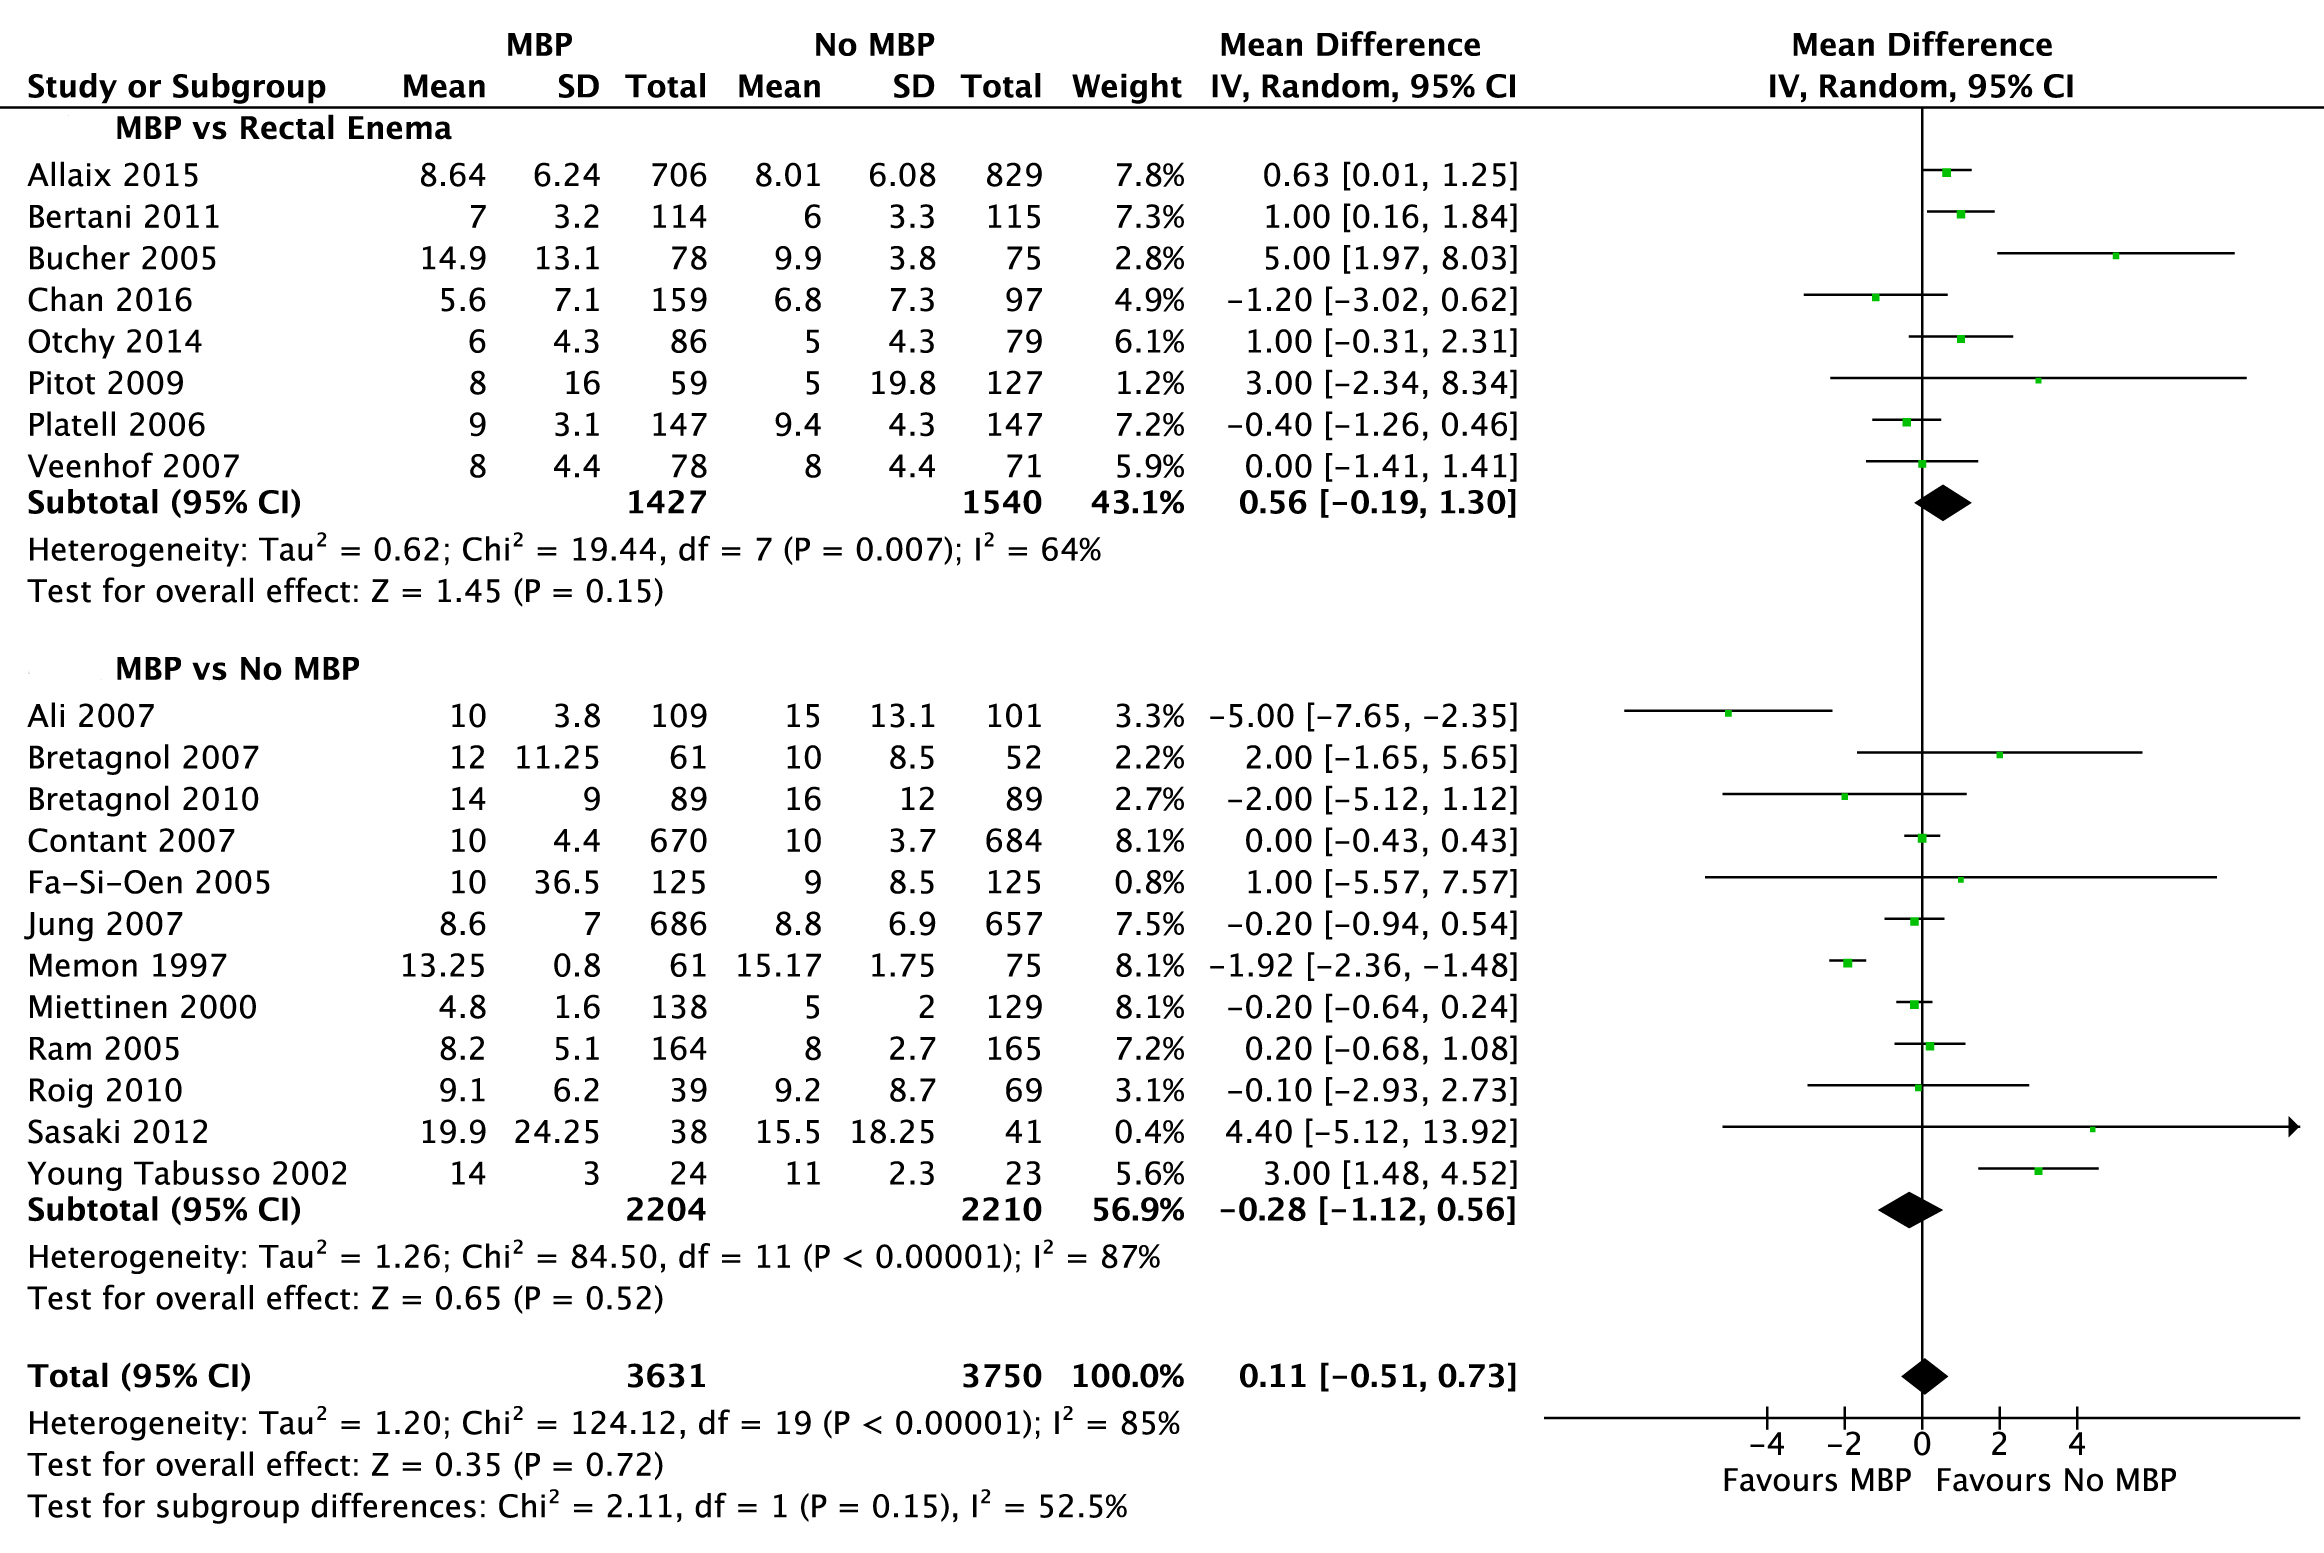 MBP No MBP Mean Difference Mean Difference
Study or Subgroup Mean SD Total Mean SD Total Weight IV, Random, 95% CI IV, Random, 95% CI
MBP vs Rectal Enema
Allaix 2015 8.64 6.24 706 8.01 6.08 829 7.8% 0.63 [0.01, 1.25]
Bertani 2011 7 3.2 114 6 3.3 115 7.3% 1.00 [0.16, 1.84]
Bucher 2005 14.9 13.1 78 9.9 3.8 75 2.8% 5.00 [1.97, 8.03]
Chan 2016 5.6 7.1 159 6.8 7.3 97 4.9% −1.20 [−3.02, 0.62]
Otchy 2014 6 4.3 86 5 4.3 79 6.1% 1.00 [−0.31, 2.31]
Pitot 2009 8 16 59 5 19.8 127 1.2% 3.00 [−2.34, 8.34]
Platell 2006 9 3.1 147 9.4 4.3 147 7.2% −0.40 [−1.26, 0.46]
Veenhof 2007 8 4.4 78 8 4.4 71 5.9% 0.00 [−1.41, 1.41]
Subtotal (95% CI) 1427 1540 43.1% 0.56 [−0.19, 1.30]
Heterogeneity: Tau² = 0.62; Chi² = 19.44, df = 7 (P = 0.007); I² = 64%
Test for overall effect: Z = 1.45 (P = 0.15)
MBP vs No MBP
Ali 2007 10 3.8 109 15 13.1 101 3.3% −5.00 [−7.65, −2.35]
Bretagnol 2007 12 11.25 61 10 8.5 52 2.2% 2.00 [−1.65, 5.65]
Bretagnol 2010 14 9 89 16 12 89 2.7% −2.00 [−5.12, 1.12]
Contant 2007 10 4.4 670 10 3.7 684 8.1% 0.00 [−0.43, 0.43]
Fa−Si−Oen 2005 10 36.5 125 9 8.5 125 0.8% 1.00 [−5.57, 7.57]
Jung 2007 8.6 7 686 8.8 6.9 657 7.5% −0.20 [−0.94, 0.54]
Memon 1997 13.25 0.8 61 15.17 1.75 75 8.1% −1.92 [−2.36, −1.48]
Miettinen 2000 4.8 1.6 138 5 2 129 8.1% −0.20 [−0.64, 0.24]
Ram 2005 8.2 5.1 164 8 2.7 165 7.2% 0.20 [−0.68, 1.08]
Roig 2010 9.1 6.2 39 9.2 8.7 69 3.1% −0.10 [−2.93, 2.73]
Sasaki 2012 19.9 24.25 38 15.5 18.25 41 0.4% 4.40 [−5.12, 13.92]
Young Tabusso 2002 14 3 24 11 2.3 23 5.6% 3.00 [1.48, 4.52]
Subtotal (95% CI) 2204 2210 56.9% −0.28 [−1.12, 0.56]
Heterogeneity: Tau² = 1.26; Chi² = 84.50, df = 11 (P < 0.00001); I² = 87%
Test for overall effect: Z = 0.65 (P = 0.52)
Total (95% CI) 3631 3750 100.0% 0.11 [−0.51, 0.73]
Heterogeneity: Tau² = 1.20; Chi² = 124.12, df = 19 (P < 0.00001); I² = 85%
Test for overall effect: Z = 0.35 (P = 0.72)
Test for subgroup differences: Chi² = 2.11, df = 1 (P = 0.15), I² = 52.5%
−4 −2 0 2 4
Favours MBP Favours No MBP